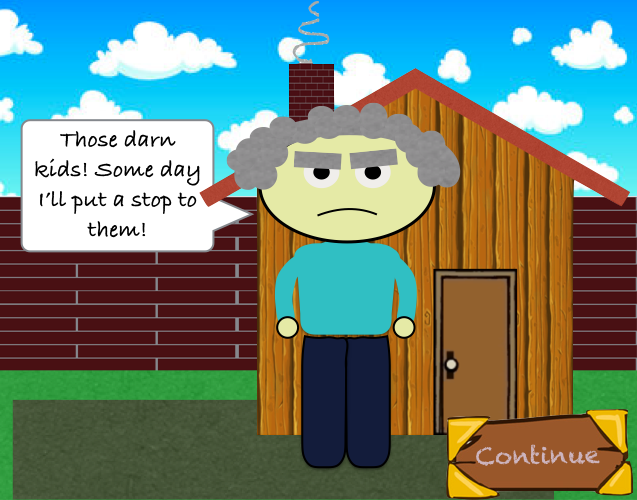 Those darn
kids! Some day
I'll put a stop to
them!
Continue